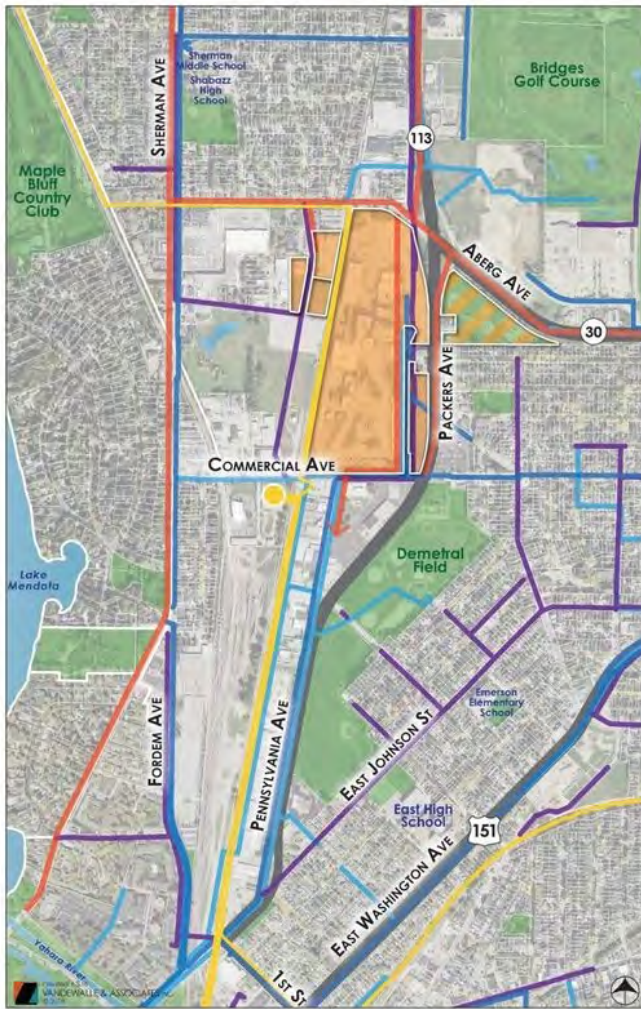 SHERMAN AVE
Sherman
Middle School
Shabazz
High
School
Bridges
Golf Course
113
Maple
Bluff
Country
Club
ABERG AVE
30
PACKERS AVE
COMMERCIAL AVE
Lake
Mendota
Demetral
Field
FORDEM AVE
PENNSYLVANIA AVE
EAST JOHNSON ST
Emerson
Elementary
School
East High
School
151
EAST WASHINGTON AVE
1ST ST
Yahara River
VANDEWALLE & ASSOCIATES INC.